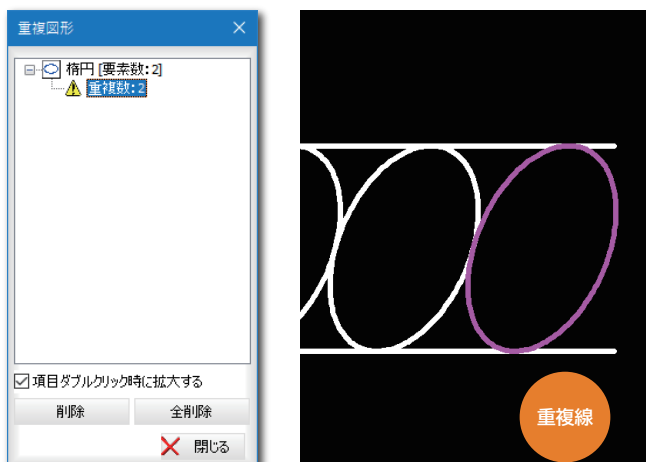 重複図形
楕円 [要素数:2]
重複数:2
項目ダブルクリック時に拡大する
削除
全削除
閉じる
重複線